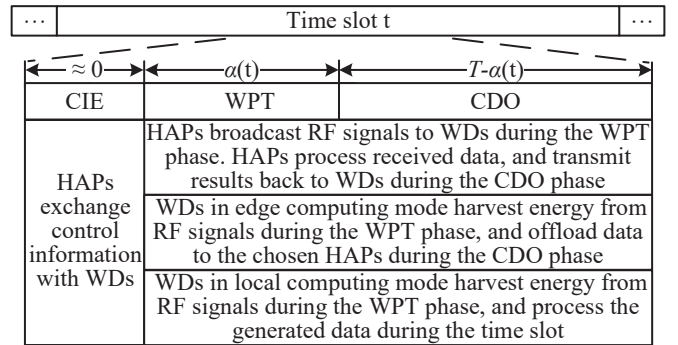 ... Time slot t ...
≈ 0 α(t) T-α(t)
CIE WPT CDO
HAPs
exchange
control
information
with WDs
HAPs broadcast RF signals to WDs during the WPT
phase. HAPs process received data, and transmit
results back to WDs during the CDO phase
WDs in edge computing mode harvest energy from
RF signals during the WPT phase, and offload data
to the chosen HAPs during the CDO phase
WDs in local computing mode harvest energy from
RF signals during the WPT phase, and process the
generated data during the time slot